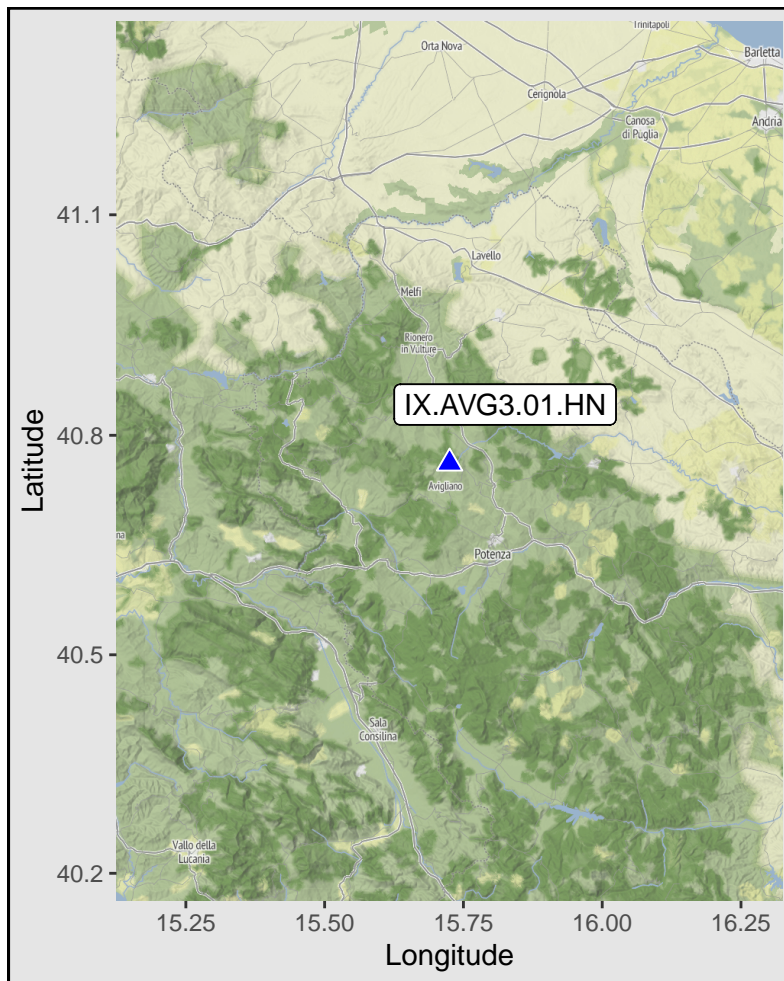 Trinitapoli
Orta Nova
Barletta
Cerignola
Canosa
di Puglia
Andria
41.1
Lavello
Melfi
Rionero
in Vulture
IX.AVG3.01.HN
40.8
Latitude
Avigliano
na
Potenza
40.5
Sala
Consilina
Vallo della
Lucania
40.2
15.25
15.50
15.75
16.00
16.25
Longitude